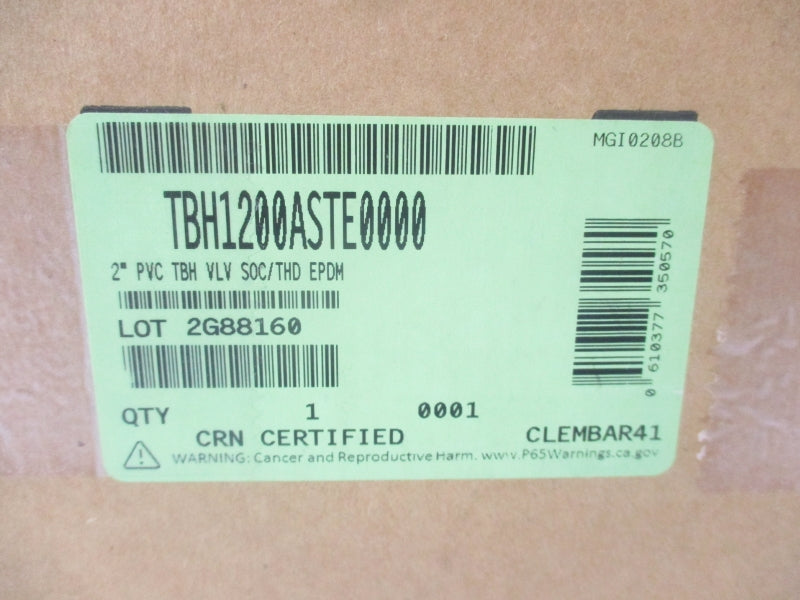 MGI0208B
TBH1200ASTE0000
2" PVC TBH VLV SOC/THD EPDM
LOT 2G88160
QTY 1 0001
CRN CERTIFIED CLEMBAR41
WARNING: Cancer and Reproductive Harm. www.P65Warnings.ca.gov
0 610377 350570